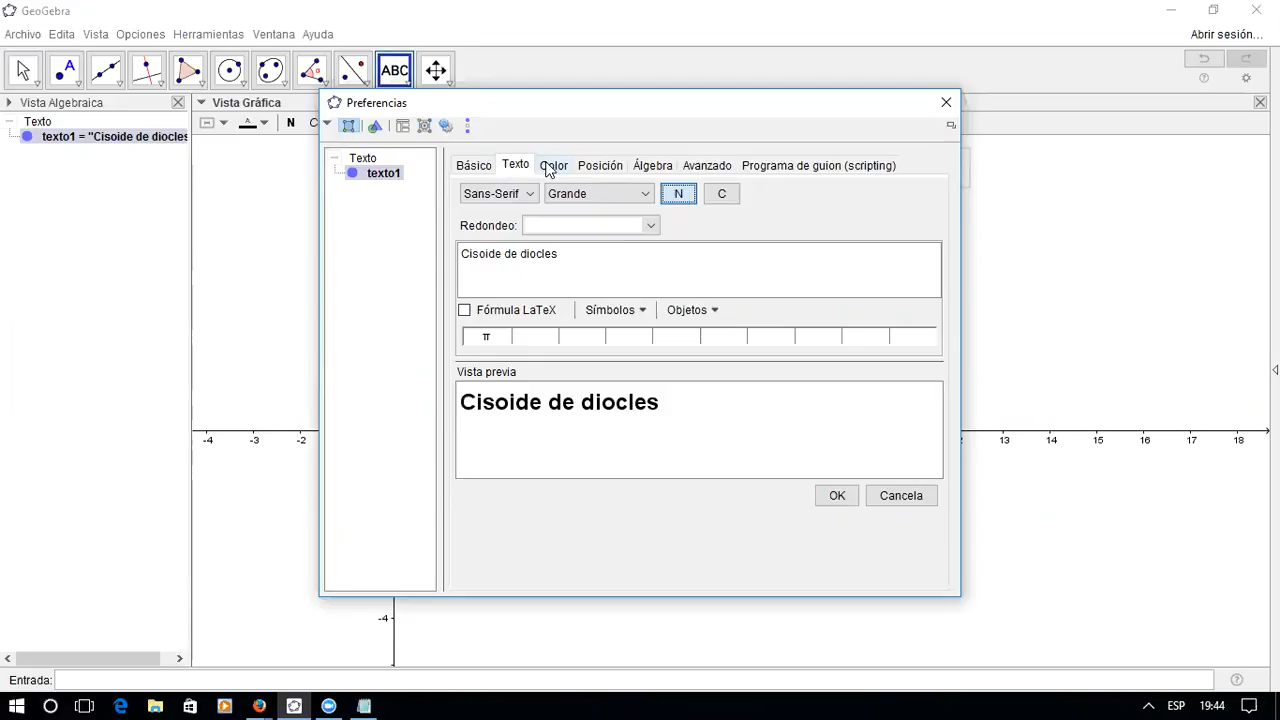 GeoGebra
Archivo Edita Vista Opciones Herramientas Ventana Ayuda
Abrir sesión...
ABC
Vista Algebraica
Vista Gráfica
Preferencias
Texto
texto1 = "Cisoide de diocles
A N C
Texto
texto1
Básico Texto Color Posición Álgebra Avanzado Programa de guion (scripting)
Sans-Serif Grande N C
Redondeo:
Cisoide de diocles
Fórmula LaTeX Símbolos Objetos
π
Vista previa
Cisoide de diocles
-4 -3 -2 12 13 14 15 16 17 18
OK Cancela
-4
Entrada:
ESP 19:44